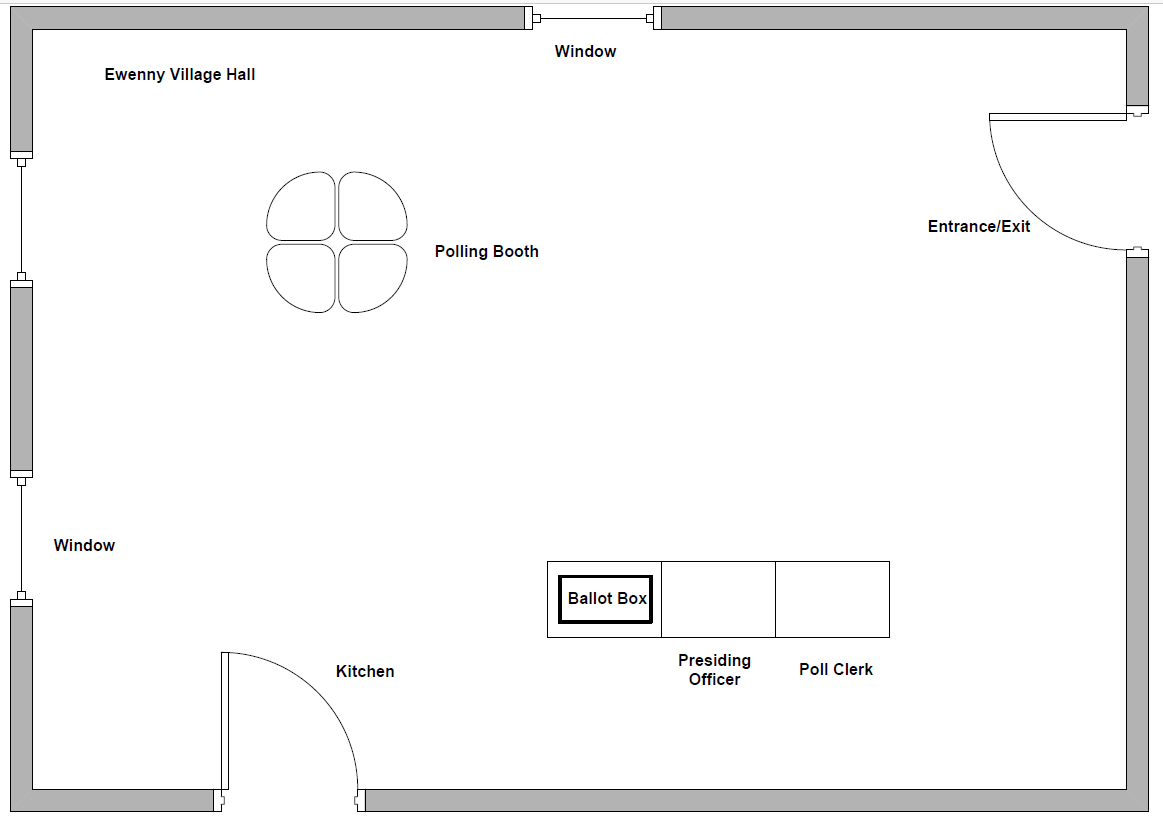 Window
Ewenny Village Hall
Entrance/Exit
Polling Booth
Window
Ballot Box
Presiding
Officer
Poll Clerk
Kitchen